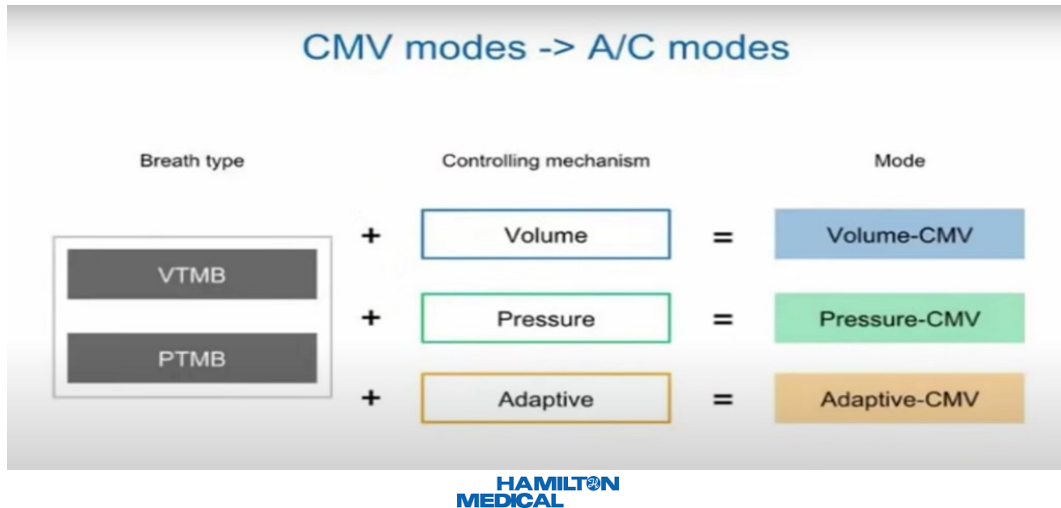 CMV modes -> A/C modes
Breath type
Controlling mechanism
Mode
VTMB
PTMB
+ Volume = Volume-CMV
+ Pressure = Pressure-CMV
+ Adaptive = Adaptive-CMV
HAMILTON
MEDICAL